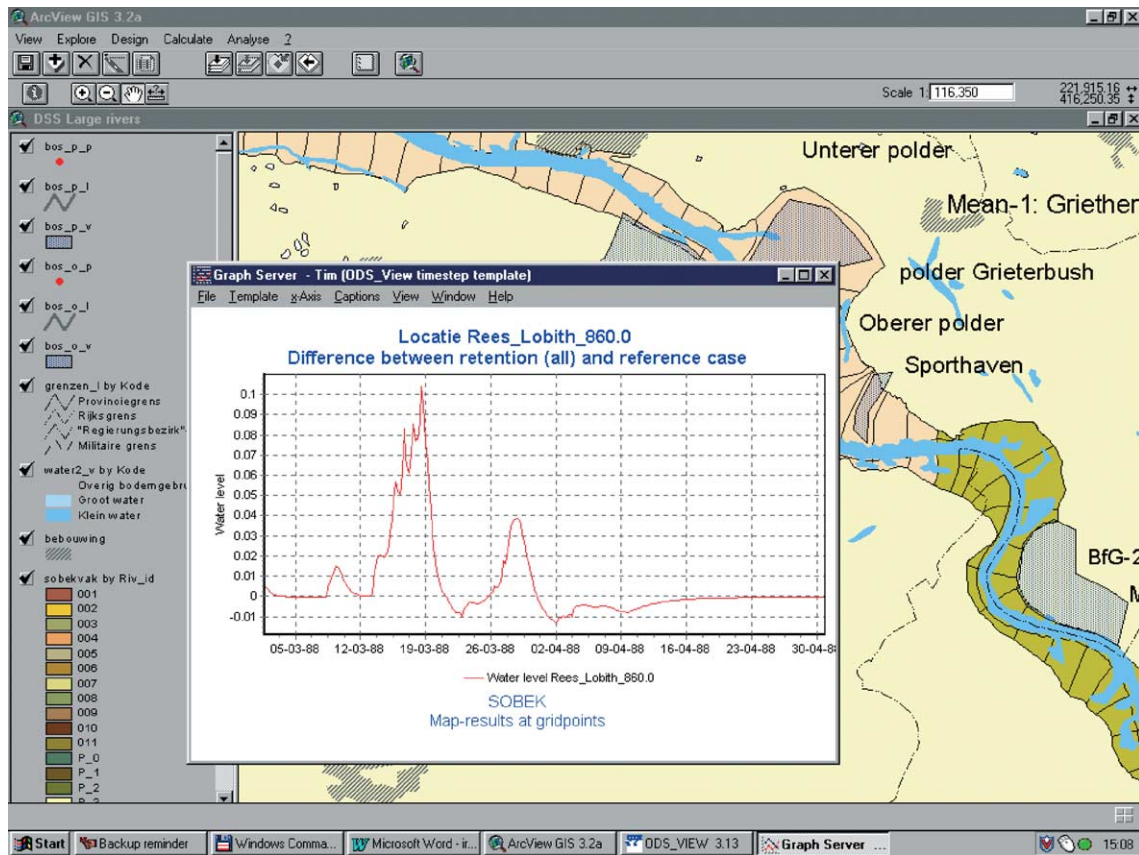 ArcView GIS 3.2a
View Explore Design Calculate Analyse ?
Scale 1: 116,350
221,915.16
416,250.35
DSS Large rivers
bos_p_p
bos_p_l
bos_p_v
bos_o_p
bos_o_l
bos_o_v
grenzen_l by Kode
Provinciegrens
Rijksgrens
"Regierungsbezirk"
Militaire grens
water2_v by Kode
Overig bodemgebru
Groot water
Klein water
bebouwing
sobekvak by Riv_id
001
002
003
004
005
006
007
008
009
010
011
P_0
P_1
P_2
Unterer polder
Mean-1: Griether
polder Grieterbush
Oberer polder
Sporthaven
BfG-2
M
Graph Server - Tim (ODS_View timestep template)
File Template x-Axis Captions View Window Help
Locatie Rees_Lobith_860.0
Difference between retention (all) and reference case
Water level
0.1
0.09
0.08
0.07
0.06
0.05
0.04
0.03
0.02
0.01
0
-0.01
05-03-88 12-03-88 19-03-88 26-03-88 02-04-88 09-04-88 16-04-88 23-04-88 30-04-88
Water level Rees_Lobith_860.0
SOBEK
Map-results at gridpoints
Start Backup reminder Windows Comma... Microsoft Word - ir... ArcView GIS 3.2a ODS_VIEW 3.13 Graph Server ... 15:08